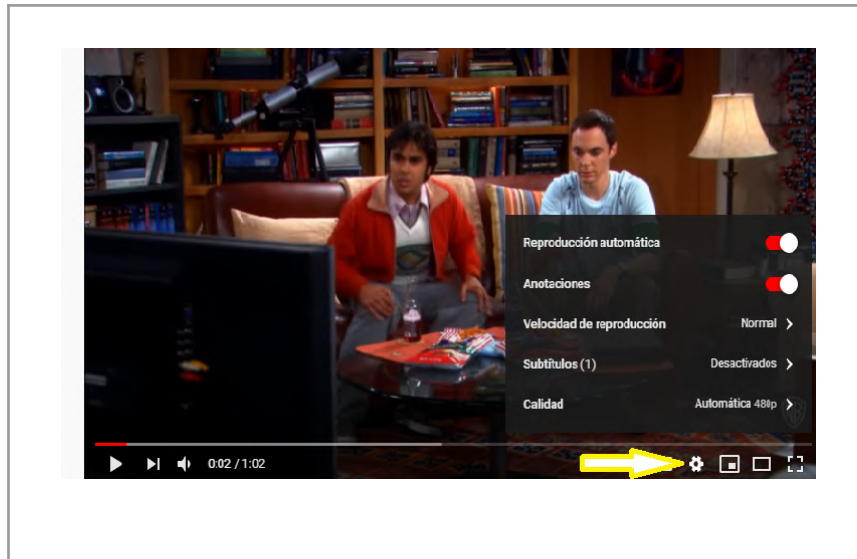 Reproducción automática
Anotaciones
Velocidad de reproducción Normal
Subtítulos (1) Desactivados
Calidad Automática 480p
0:02 / 1:02